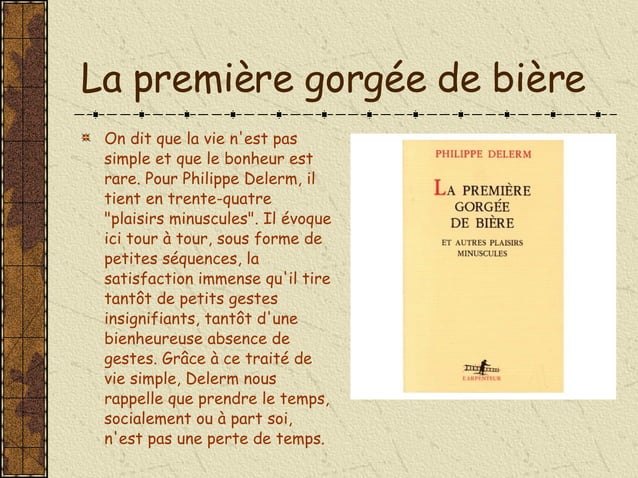 La première gorgée de bière
On dit que la vie n'est pas
simple et que le bonheur est
rare. Pour Philippe Delerm, il
tient en trente-quatre
"plaisirs minuscules". Il évoque
ici tour à tour, sous forme de
petites séquences, la
satisfaction immense qu'il tire
tantôt de petits gestes
insignifiants, tantôt d'une
bienheureuse absence de
gestes. Grâce à ce traité de
vie simple, Delerm nous
rappelle que prendre le temps,
socialement ou à part soi,
n'est pas une perte de temps.
PHILIPPE DELERM
LA PREMIÈRE
GORGÉE
DE BIÈRE
ET AUTRES PLAISIRS
MINUSCULES
L'ARPENTEUR